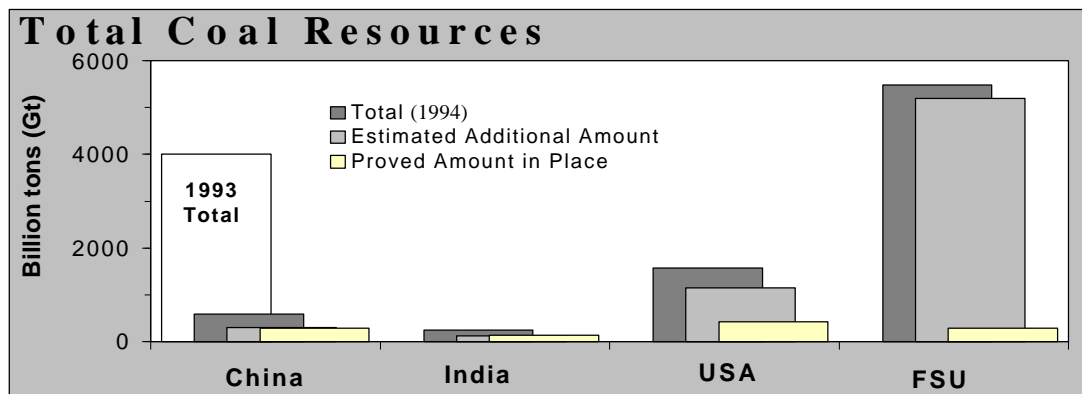 Total Coal Resources
6000
4000
2000
0
Billion tons (Gt)
Total (1994)
Estimated Additional Amount
Proved Amount in Place
1993
Total
China
India
USA
FSU